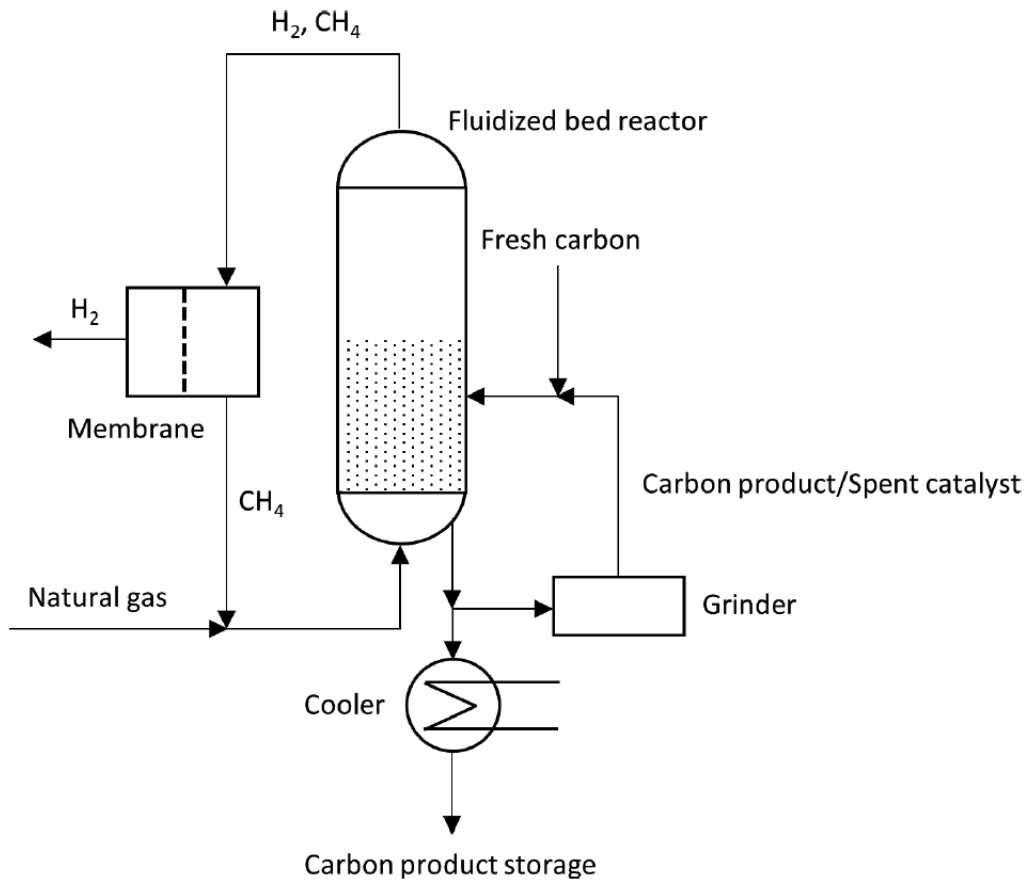 H₂, CH₄
Fluidized bed reactor
Fresh carbon
H₂
Membrane
Carbon product/Spent catalyst
CH₄
Natural gas
Grinder
Cooler
Carbon product storage